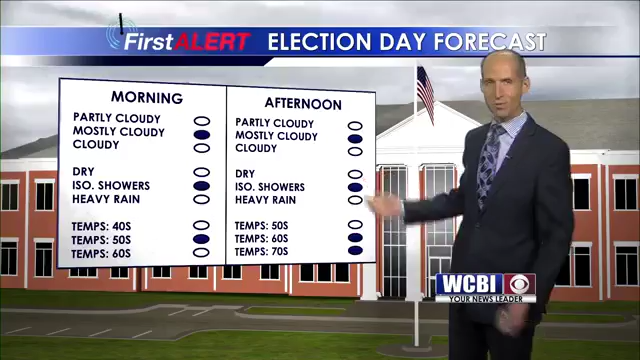 First ALERT ELECTION DAY FORECAST
MORNING
PARTLY CLOUDY
MOSTLY CLOUDY
CLOUDY
DRY
ISO. SHOWERS
HEAVY RAIN
TEMPS: 40S
TEMPS: 50S
TEMPS: 60S
AFTERNOON
PARTLY CLOUDY
MOSTLY CLOUDY
CLOUDY
DRY
ISO. SHOWERS
HEAVY RAIN
TEMPS: 50S
TEMPS: 60S
TEMPS: 70S
WCBI
YOUR NEWS LEADER